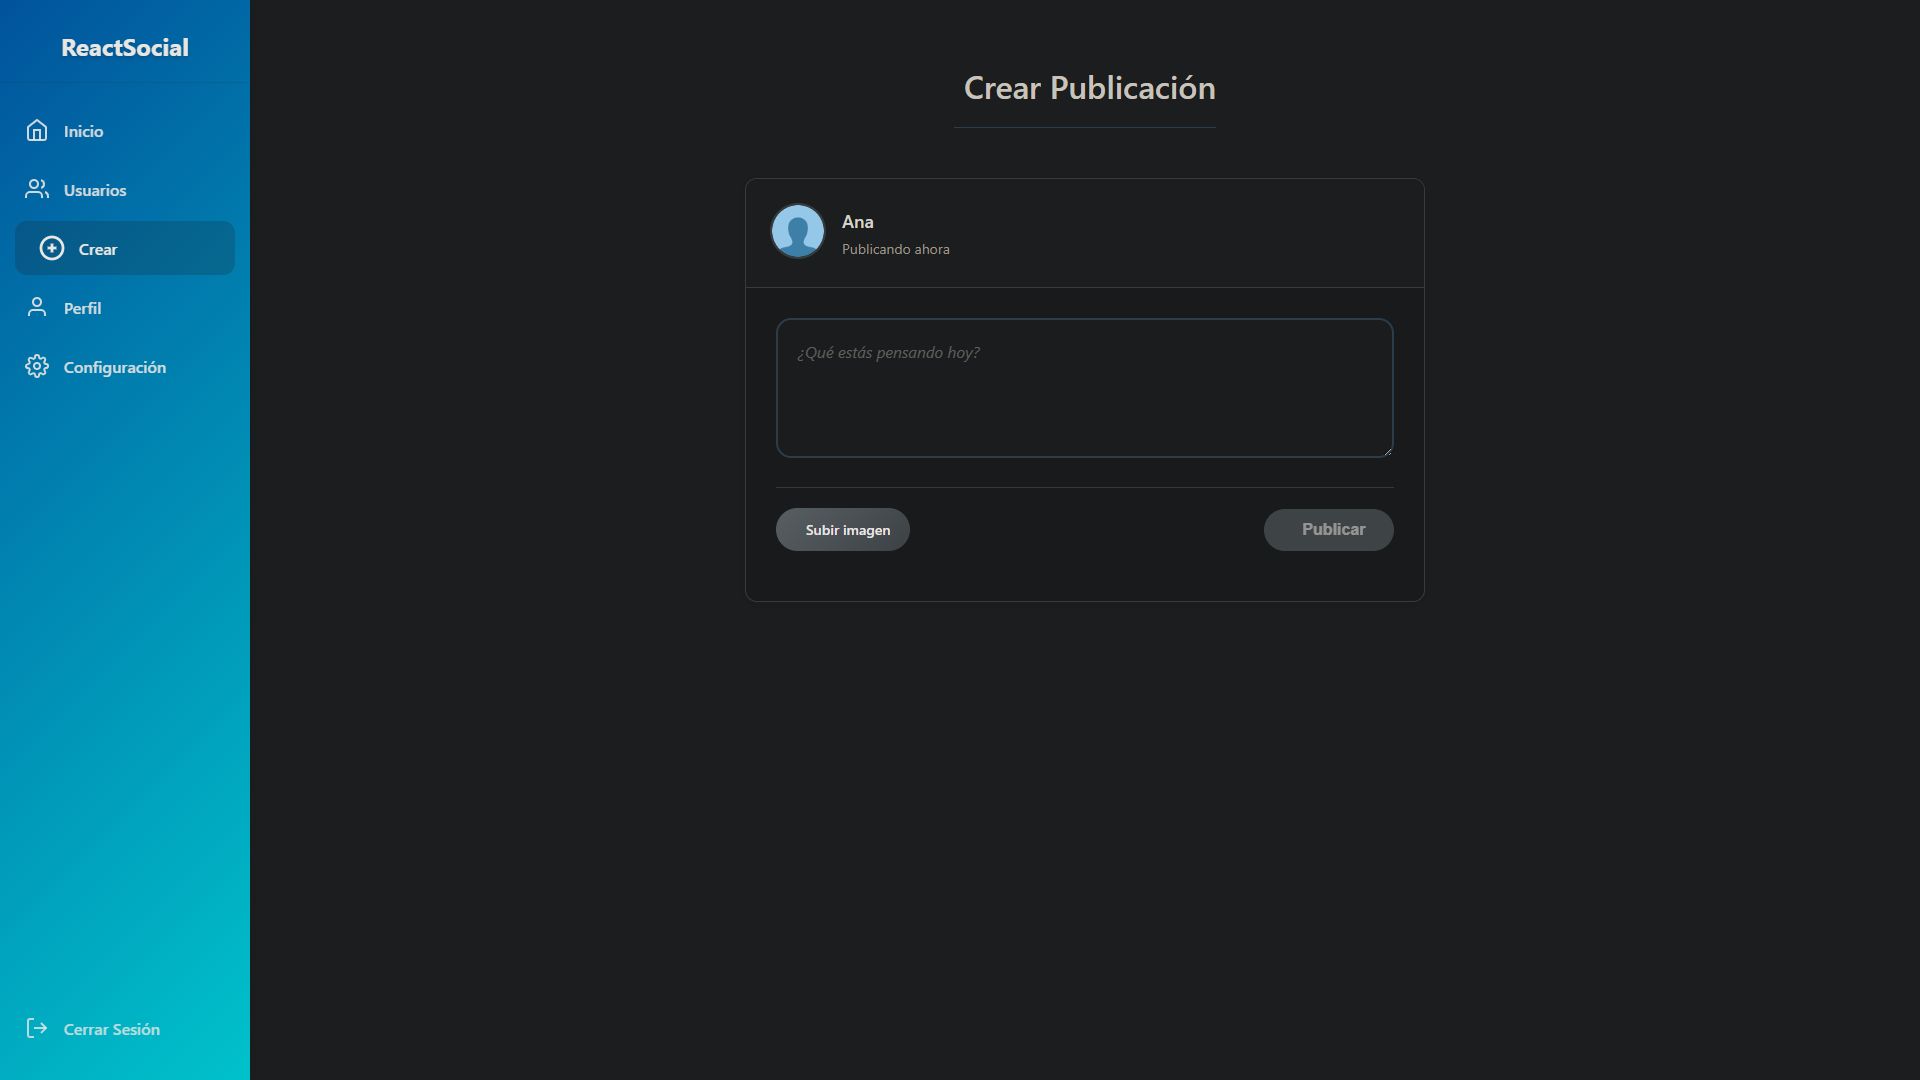 ReactSocial
Inicio
Usuarios
Crear
Perfil
Configuración
Cerrar Sesión
Crear Publicación
Ana
Publicando ahora
¿Qué estás pensando hoy?
Subir imagen
Publicar